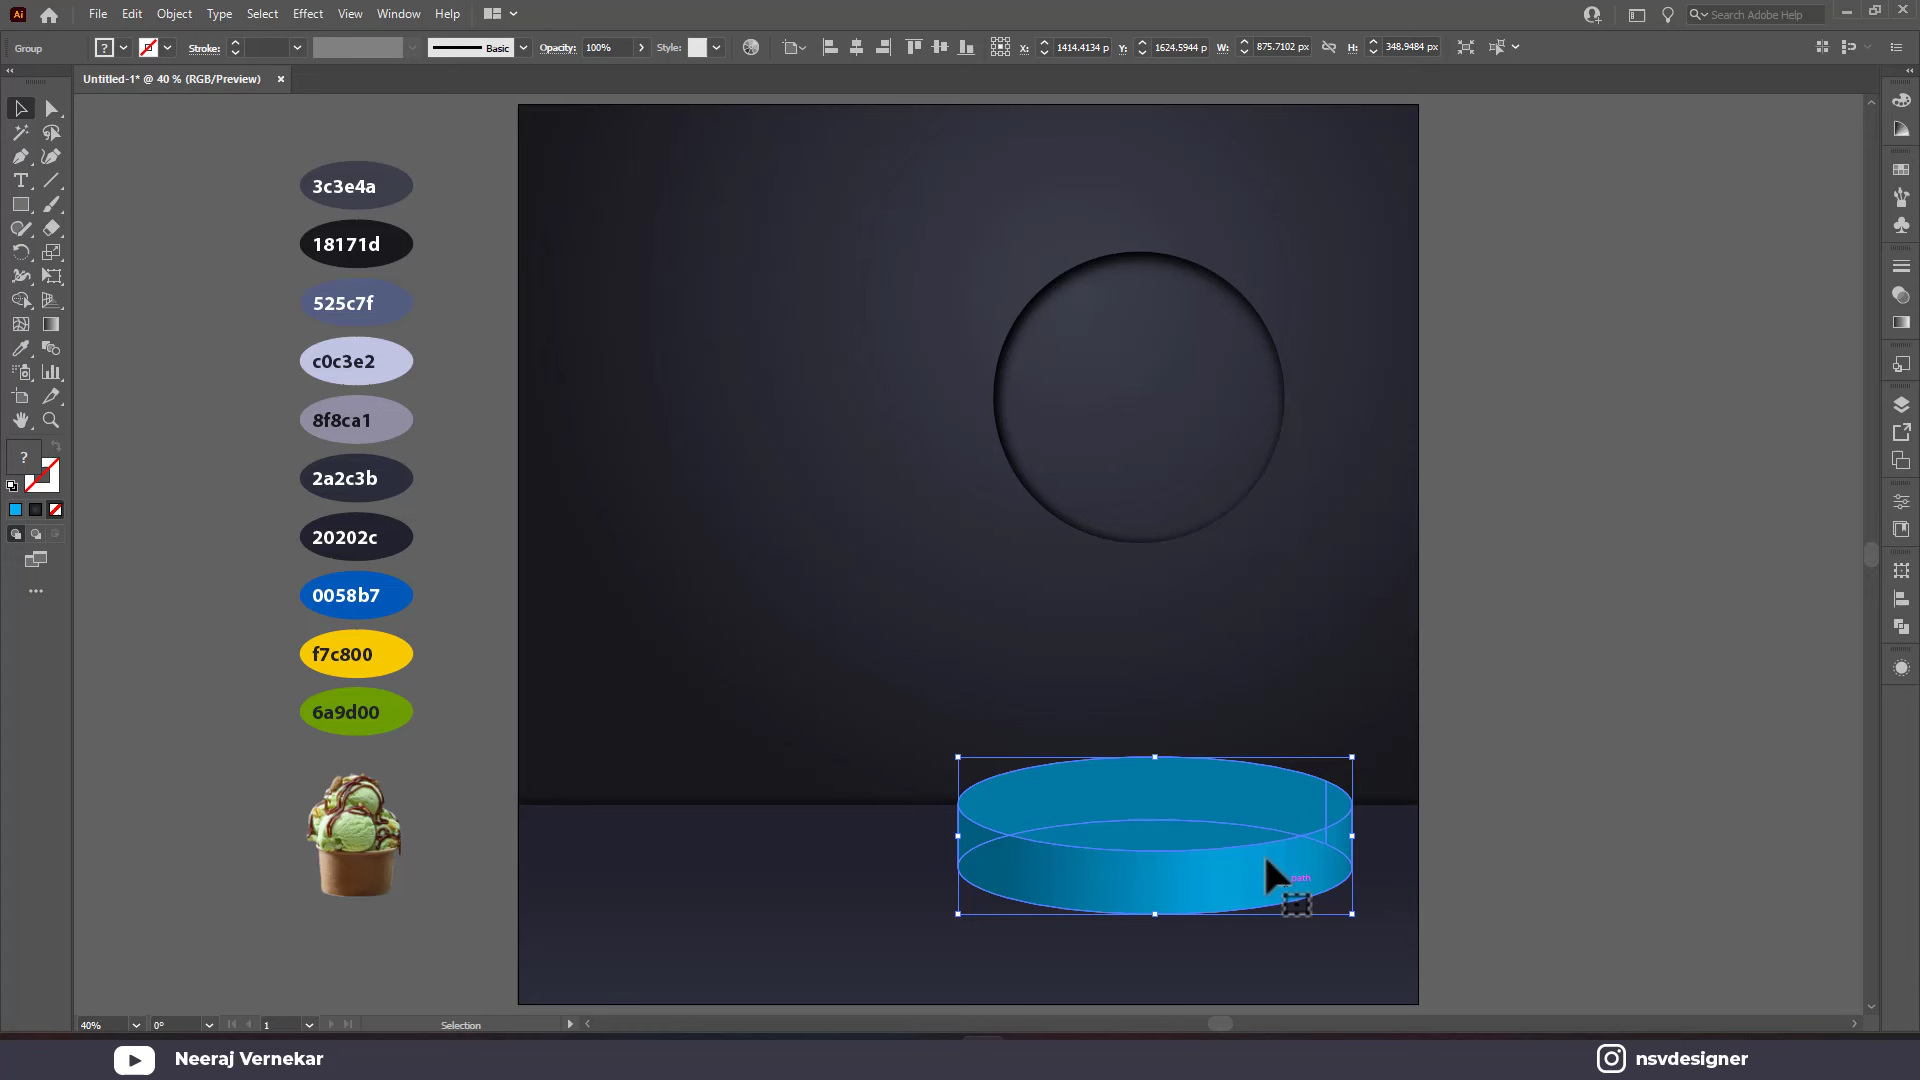 Ai File Edit Object Type Select Effect View Window Help Search Adobe Help
Group ? Stroke: Basic Opacity: 100% Style: X: 1414.4134 p Y: 1624.5944 p W: 875.7102 px H: 348.9484 px
Untitled-1* @ 40 % (RGB/Preview) ×
3c3e4a
18171d
525c7f
c0c3e2
8f8ca1
2a2c3b
?
20202c
0058b7
f7c800
6a9d00
path
40% 0° 1 Selection
Neeraj Vernekar nsvdesigner